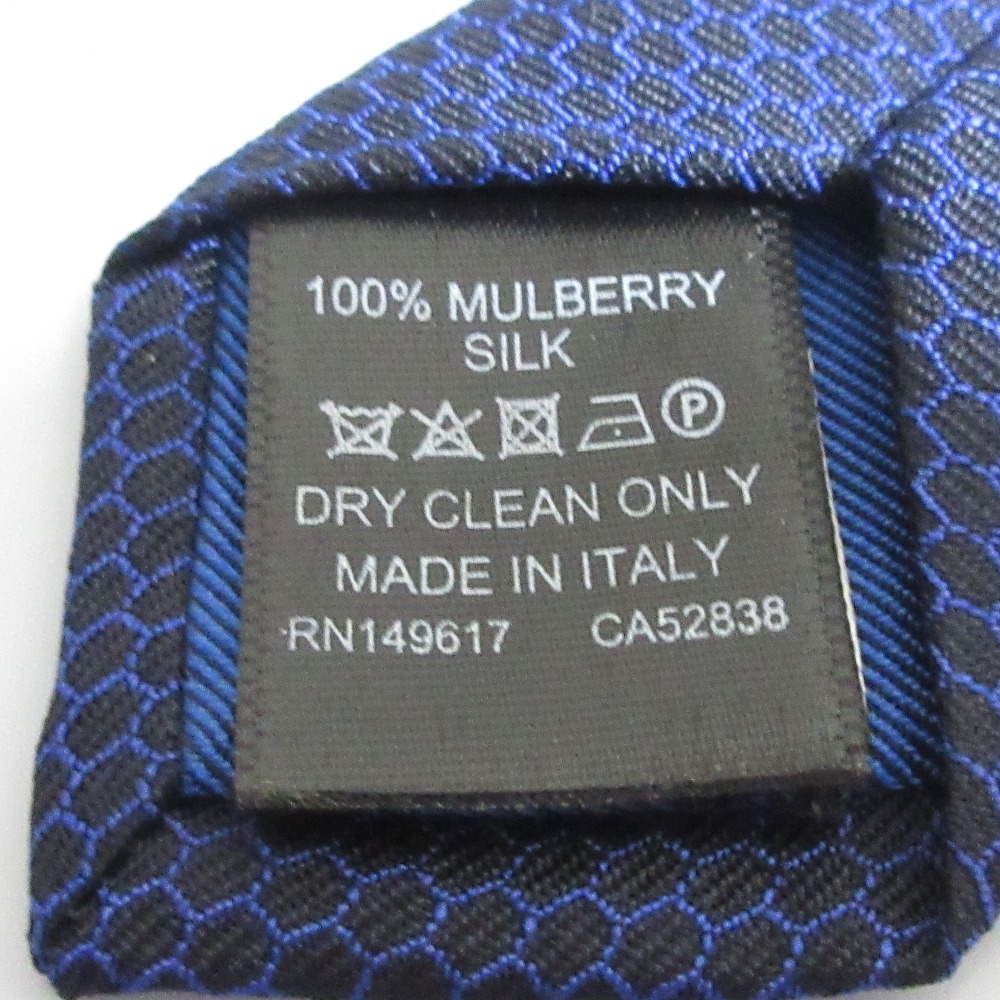 100% MULBERRY
SILK
P
DRY CLEAN ONLY
MADE IN ITALY
RN149617 CA52838